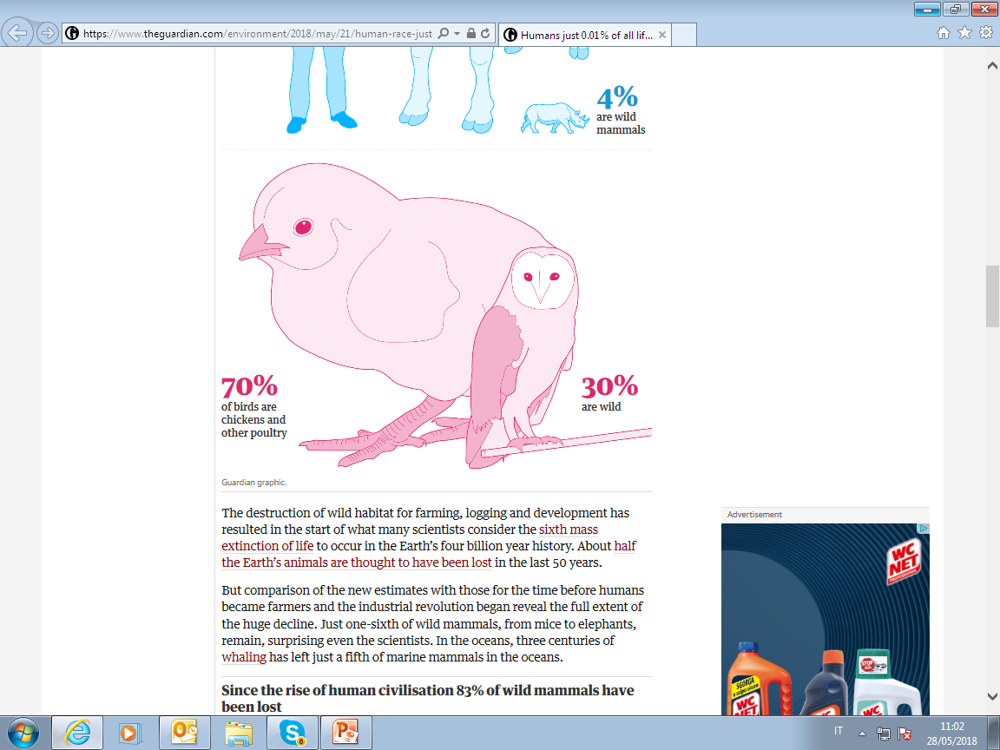 https://www.theguardian.com/environment/2018/may/21/human-race-just
Humans just 0.01% of all lif...
4%
are wild
mammals
70%
of birds are
chickens and
other poultry
30%
are wild
Guardian graphic.
The destruction of wild habitat for farming, logging and development has
resulted in the start of what many scientists consider the sixth mass
extinction of life to occur in the Earth's four billion year history. About half
the Earth's animals are thought to have been lost in the last 50 years.
But comparison of the new estimates with those for the time before humans
became farmers and the industrial revolution began reveal the full extent of
the huge decline. Just one-sixth of wild mammals, from mice to elephants,
remain, surprising even the scientists. In the oceans, three centuries of
whaling has left just a fifth of marine mammals in the oceans.
Since the rise of human civilisation 83% of wild mammals have
been lost
Advertisement
WC
NET
STOP
SGORGA
WC
NET
WC
IT
11:02
28/05/2018